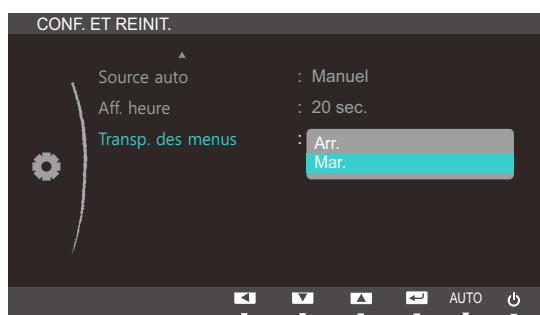 CONF. ET REINIT.
Source auto : Manuel
Aff. heure : 20 sec.
Transp. des menus :
Arr.
Mar.
AUTO